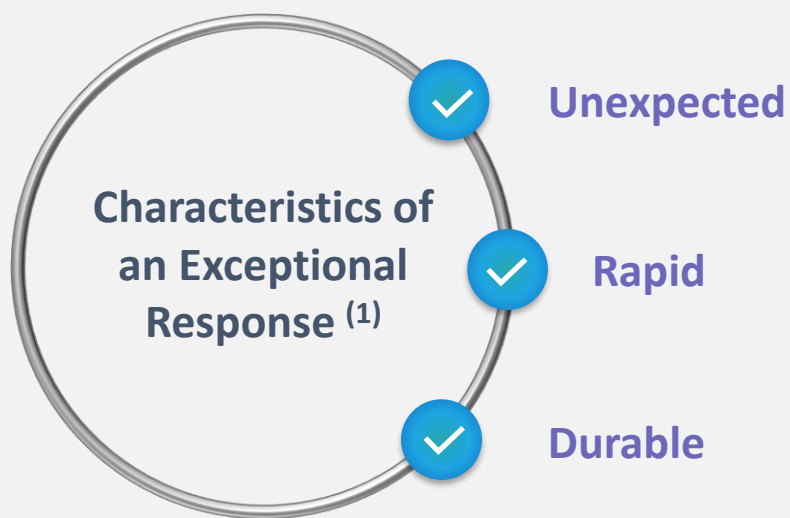 Characteristics of
an Exceptional
Response (1)
Unexpected
Rapid
Durable